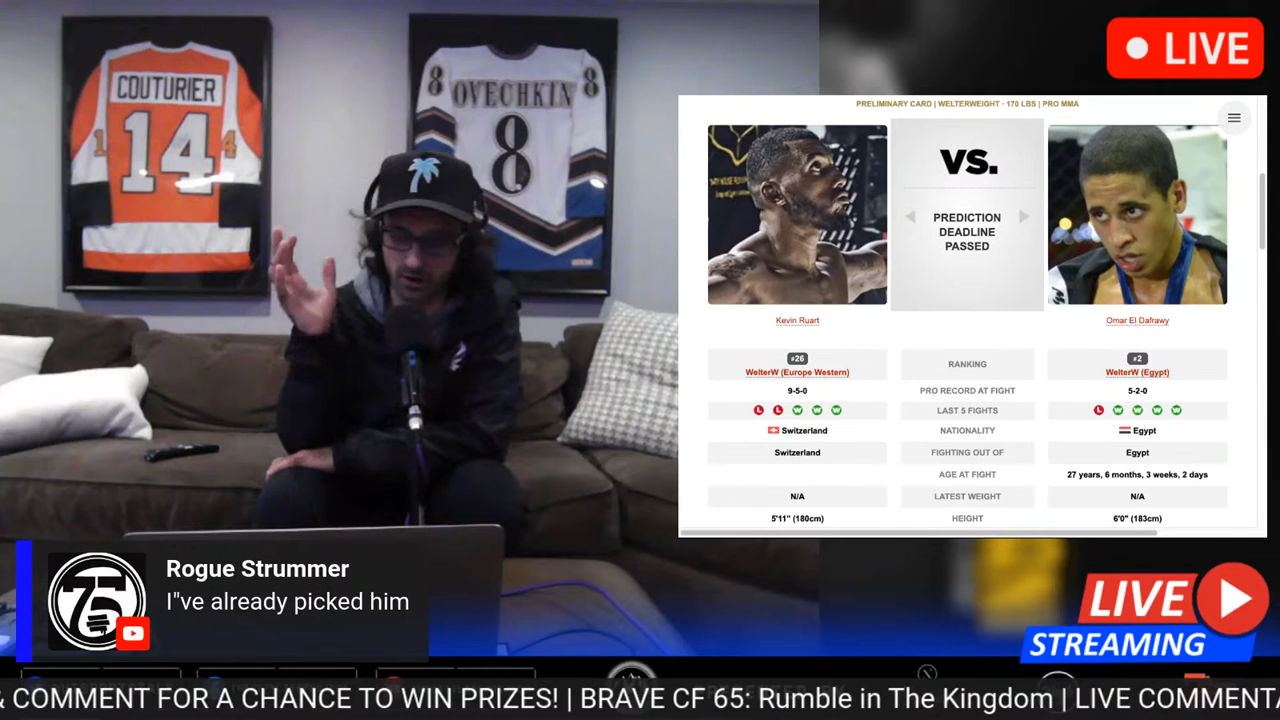 COUTURIER
14
14
8
OVECHKIN
8
8
LIVE
PRELIMINARY CARD | WELTERWEIGHT · 170 LBS | PRO MMA
VS.
PREDICTION
DEADLINE
PASSED
Kevin Ruart
Omar El Dafrawy
#26
WelterW (Europe Western)
RANKING
#2
WelterW (Egypt)
9-5-0
PRO RECORD AT FIGHT
5-2-0
L L W W W
LAST 5 FIGHTS
L W W W W
Switzerland
NATIONALITY
Egypt
Switzerland
FIGHTING OUT OF
Egypt
AGE AT FIGHT
27 years, 6 months, 3 weeks, 2 days
N/A
LATEST WEIGHT
N/A
5'11" (180cm)
HEIGHT
6'0" (183cm)
75
Rogue Strummer
I"ve already picked him
LIVE
STREAMING
& COMMENT FOR A CHANCE TO WIN PRIZES! | BRAVE CF 65: Rumble in The Kingdom | LIVE COMMENTA